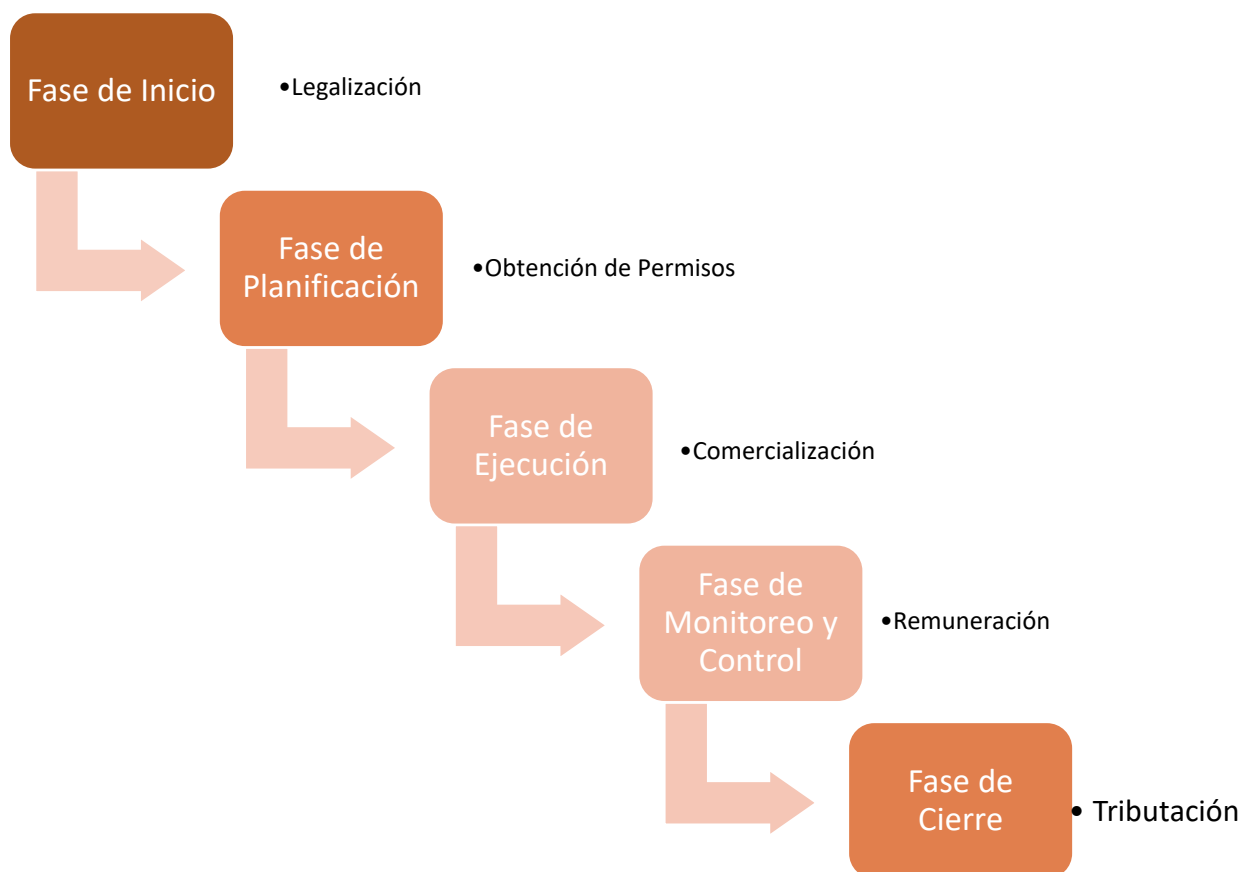 Fase de Inicio
•Legalización
Fase de
Planificación
•Obtención de Permisos
Fase de
Ejecución
•Comercialización
Fase de
Monitoreo y
Control
•Remuneración
Fase de
Cierre
• Tributación